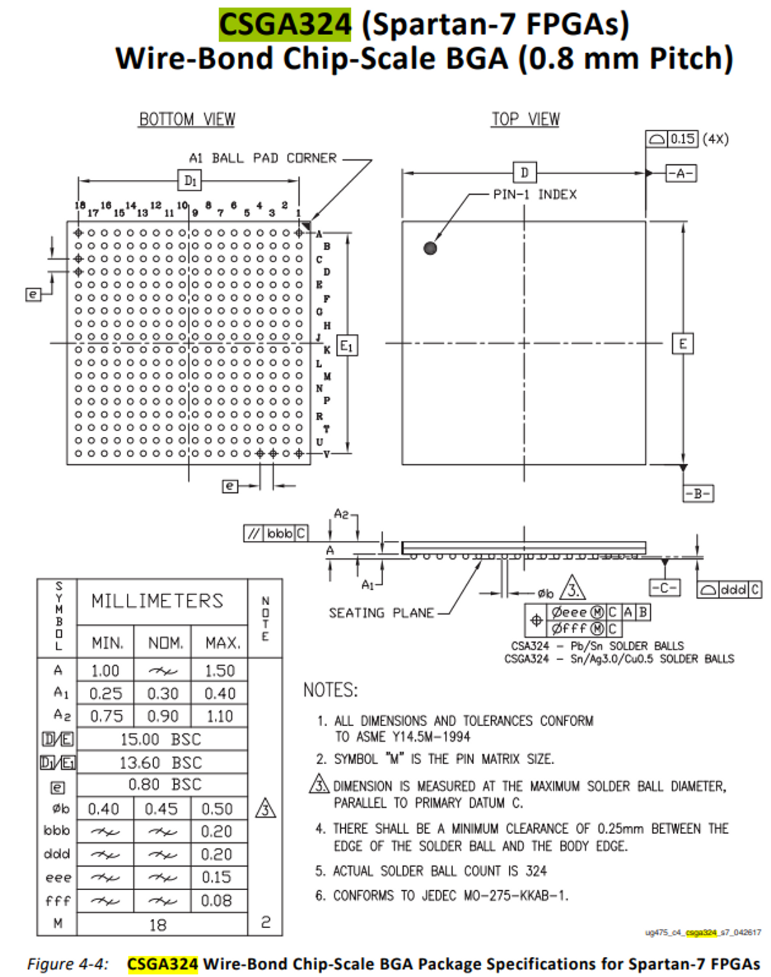 CSGA324 (Spartan-7 FPGAs)
Wire-Bond Chip-Scale BGA (0.8 mm Pitch)
BOTTOM VIEW
TOP VIEW
A1 BALL PAD CORNER
D1
18 16 14 12 10 8 6 4 2
17 15 13 11 9 7 5 3 1
A
B
C
D
E
F
G
H
J
K
L
M
N
P
R
T
U
V
e
E1
e
0.15 (4X)
D
-A-
PIN-1 INDEX
E
-B-
// bbb C
A2
A
A1
SEATING PLANE
Øb 3.
-C-
ddd C
Øeee Ⓜ C A B
Øfff Ⓜ C
CSA324 – Pb/Sn SOLDER BALLS
CSGA324 – Sn/Ag3.0/Cu0.5 SOLDER BALLS
SYMBOL MILLIMETERS NOTE
MIN. NOM. MAX.
A 1.00 1.50
A1 0.25 0.30 0.40
A2 0.75 0.90 1.10
D/E 15.00 BSC
D1/E1 13.60 BSC
e 0.80 BSC
Øb 0.40 0.45 0.50 3
bbb 0.20
ddd 0.20
eee 0.15
fff 0.08
M 18 2
NOTES:
1. ALL DIMENSIONS AND TOLERANCES CONFORM
TO ASME Y14.5M-1994
2. SYMBOL "M" IS THE PIN MATRIX SIZE.
3. DIMENSION IS MEASURED AT THE MAXIMUM SOLDER BALL DIAMETER,
PARALLEL TO PRIMARY DATUM C.
4. THERE SHALL BE A MINIMUM CLEARANCE OF 0.25mm BETWEEN THE
EDGE OF THE SOLDER BALL AND THE BODY EDGE.
5. ACTUAL SOLDER BALL COUNT IS 324
6. CONFORMS TO JEDEC MO-275-KKAB-1.
ug475_c4_csga324_s7_042617
Figure 4-4: CSGA324 Wire-Bond Chip-Scale BGA Package Specifications for Spartan-7 FPGAs